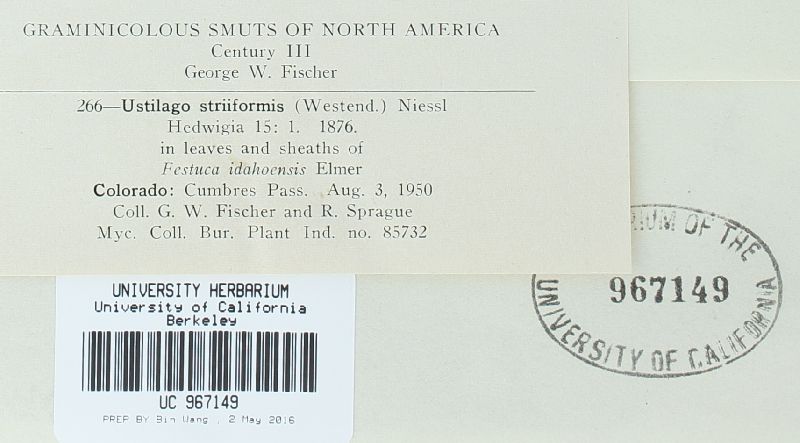 GRAMINICOLOUS SMUTS OF NORTH AMERICA
Century III
George W. Fischer
266—Ustilago striiformis (Westend.) Niessl
Hedwigia 15: 1. 1876.
in leaves and sheaths of
Festuca idahoensis Elmer
Colorado: Cumbres Pass. Aug. 3, 1950
Coll. G. W. Fischer and R. Sprague
Myc. Coll. Bur. Plant Ind. no. 85732
UNIVERSITY HERBARIUM
University of California
Berkeley
UC 967149
PREP BY Bin Wang , 2 May 2016
RIUM OF THE
967149
UNIVERSITY OF CALIFORNIA